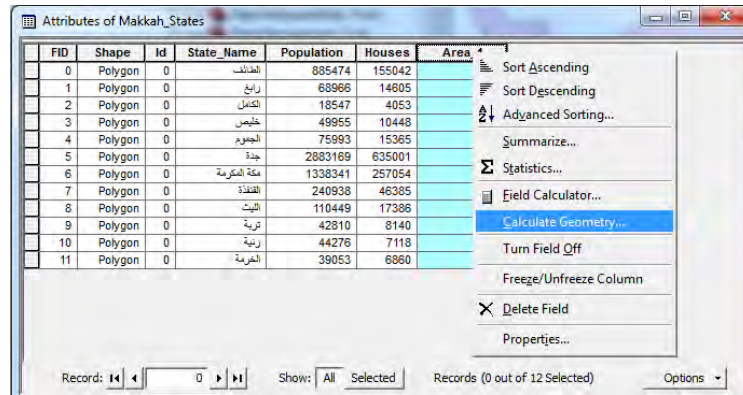 Attributes of Makkah_States
FID Shape Id State_Name Population Houses Area
0 Polygon 0 الطائف 885474 155042
1 Polygon 0 رابغ 68966 14605
2 Polygon 0 الكامل 18547 4053
3 Polygon 0 خليص 49955 10448
4 Polygon 0 الجموم 75993 15365
5 Polygon 0 جدة 2883169 635001
6 Polygon 0 مكة المكرمة 1338341 257054
7 Polygon 0 القنفذة 240938 46385
8 Polygon 0 الليث 110449 17386
9 Polygon 0 تربة 42810 8140
10 Polygon 0 رنية 44276 7118
11 Polygon 0 الخرمة 39053 6860
Sort Ascending
Sort Descending
Advanced Sorting...
Summarize...
Statistics...
Field Calculator...
Calculate Geometry...
Turn Field Off
Freeze/Unfreeze Column
Delete Field
Properties...
Record: 0 Show: All Selected Records (0 out of 12 Selected) Options